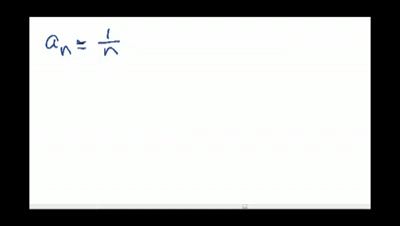 aₙ = 1/n